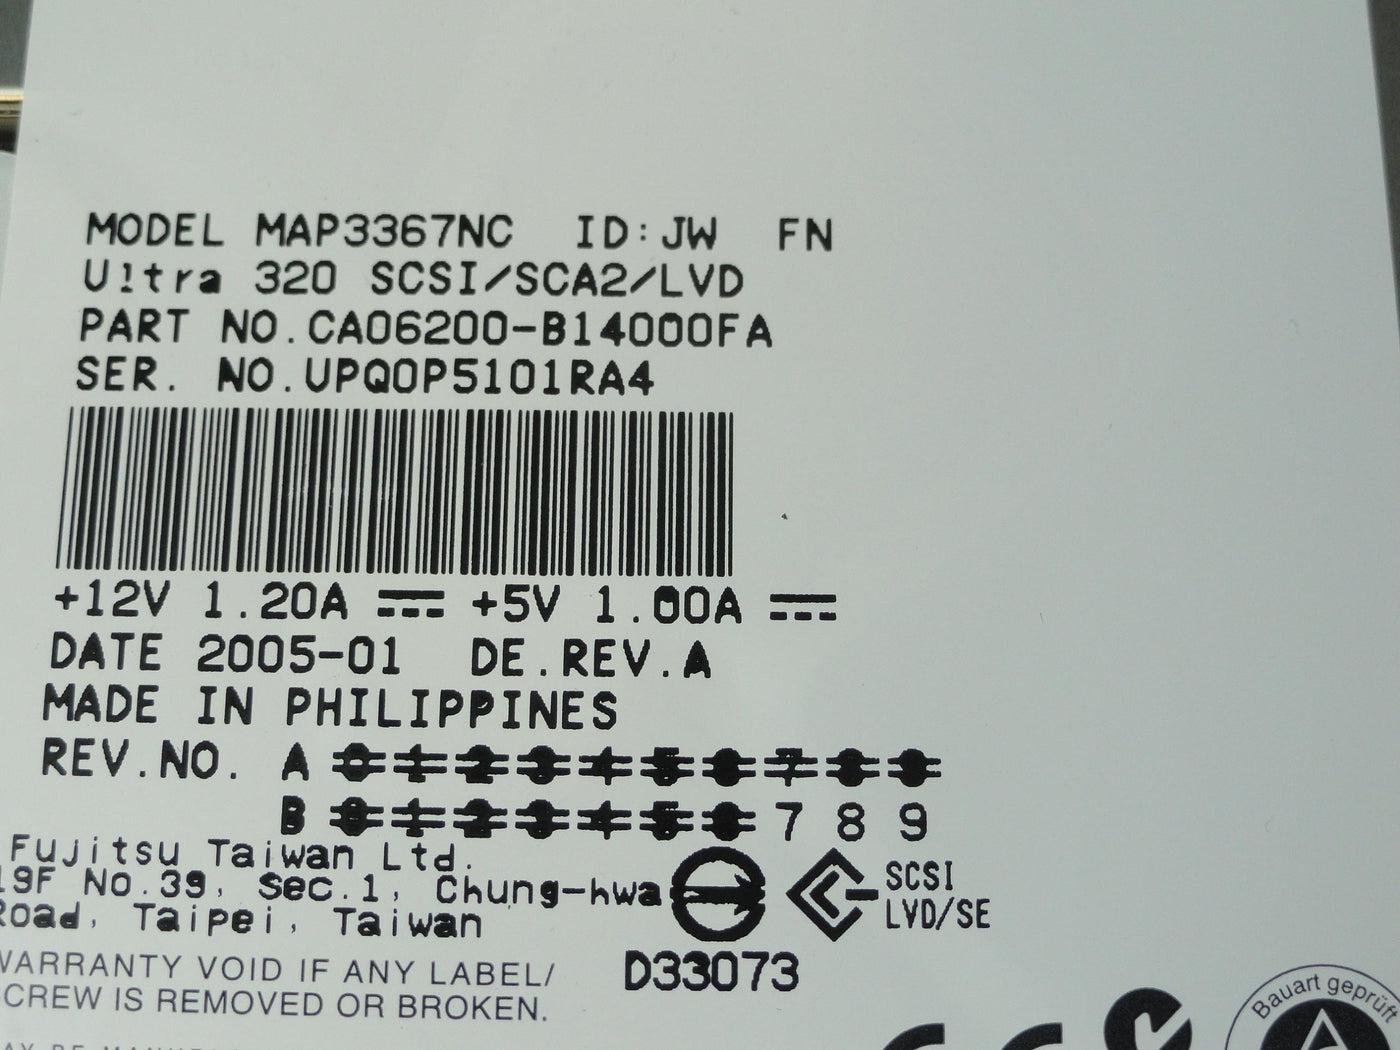 MODEL MAP3367NC ID:JW FN
Ultra 320 SCSI/SCA2/LVD
PART NO.CA06200-B14000FA
SER. NO.UPQ0P5101RA4
+12V 1.20A +5V 1.00A
DATE 2005-01 DE.REV.A
MADE IN PHILIPPINES
REV.NO. A 0 1 2 3 4 5 6 7 8 9
B 0 1 2 3 4 5 6 7 8 9
Fujitsu Taiwan Ltd.
19F No.39, Sec.1, Chung-hwa
Road, Taipei, Taiwan
SCSI
LVD/SE
D33073
WARRANTY VOID IF ANY LABEL/
SCREW IS REMOVED OR BROKEN.
Bauart geprüft